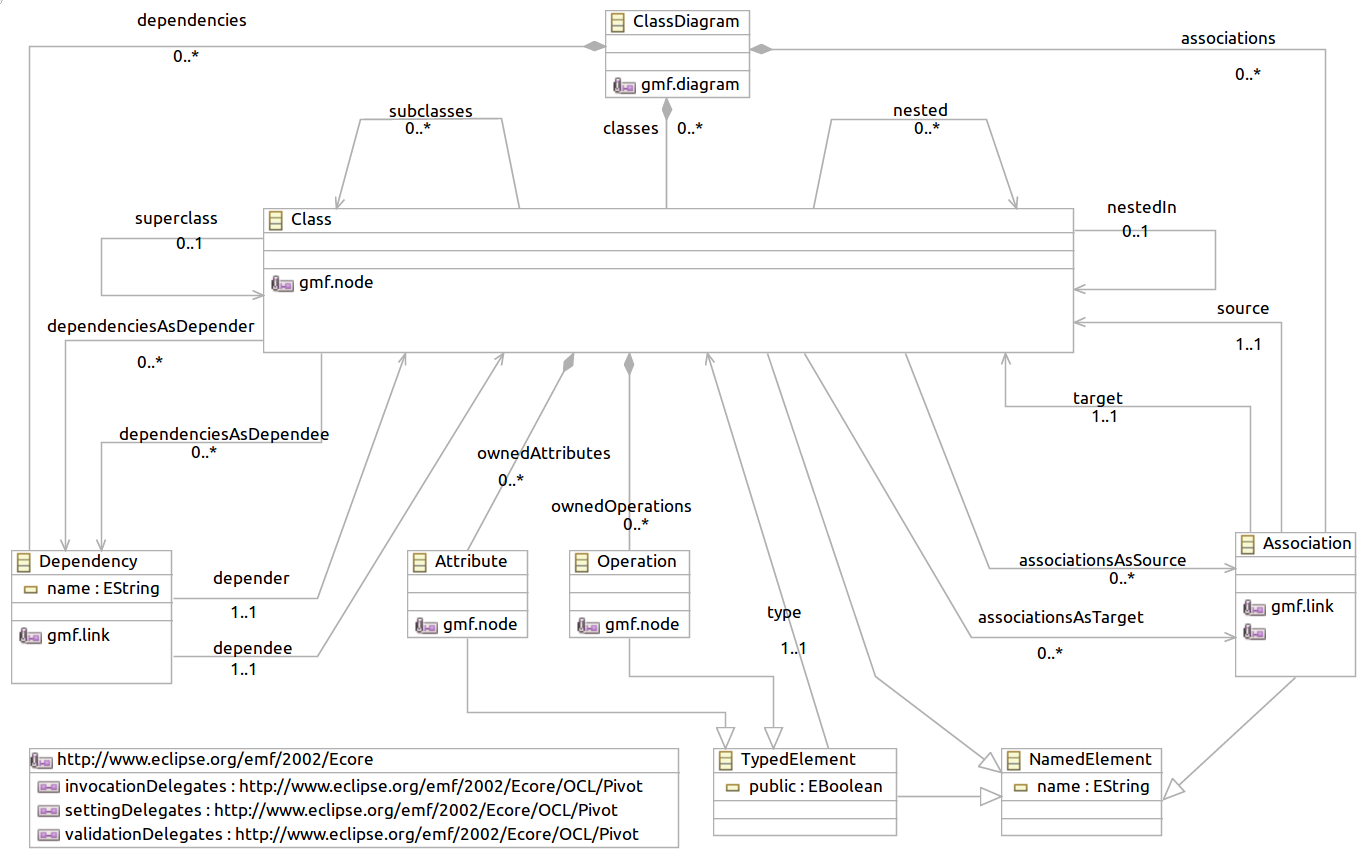 dependencies
0..*
ClassDiagram
gmf.diagram
associations
0..*
subclasses
0..*
classes 0..*
nested
0..*
superclass
0..1
Class
gmf.node
nestedIn
0..1
dependenciesAsDepender
0..*
source
1..1
dependenciesAsDependee
0..*
target
1..1
ownedAttributes
0..*
ownedOperations
0..*
Dependency
name : EString
gmf.link
depender
1..1
dependee
1..1
Attribute
gmf.node
Operation
gmf.node
type
1..1
associationsAsSource
0..*
associationsAsTarget
0..*
Association
gmf.link
http://www.eclipse.org/emf/2002/Ecore
invocationDelegates : http://www.eclipse.org/emf/2002/Ecore/OCL/Pivot
settingDelegates : http://www.eclipse.org/emf/2002/Ecore/OCL/Pivot
validationDelegates : http://www.eclipse.org/emf/2002/Ecore/OCL/Pivot
TypedElement
public : EBoolean
NamedElement
name : EString